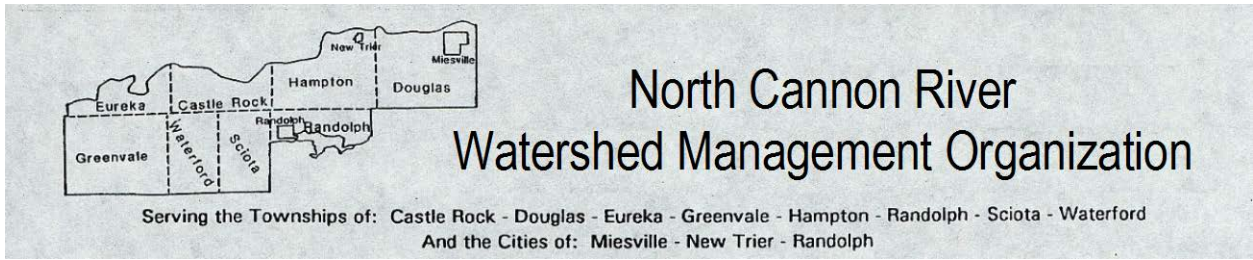 New Trier
Miesville
Hampton
Douglas
Eureka
Castle Rock
Randolph
Randolph
Greenvale
Waterford
Sciota
North Cannon River
Watershed Management Organization
Serving the Townships of: Castle Rock - Douglas - Eureka - Greenvale - Hampton - Randolph - Sciota - Waterford
And the Cities of: Miesville - New Trier - Randolph